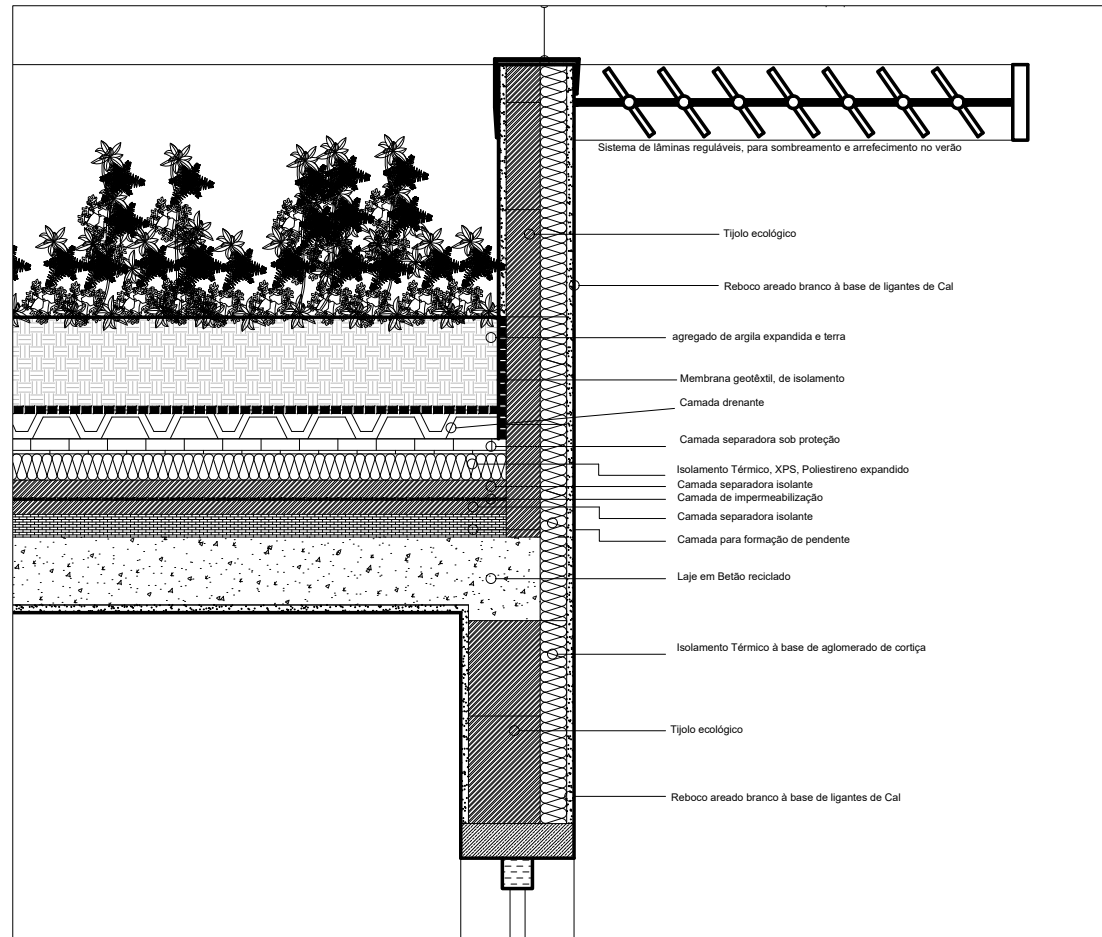 Sistema de lâminas reguláveis, para sombreamento e arrefecimento no verão
Tijolo ecológico
Reboco areado branco à base de ligantes de Cal
agregado de argila expandida e terra
Membrana geotêxtil, de isolamento
Camada drenante
Camada separadora sob proteção
Isolamento Térmico, XPS, Poliestireno expandido
Camada separadora isolante
Camada de impermeabilização
Camada separadora isolante
Camada para formação de pendente
Laje em Betão reciclado
Isolamento Térmico à base de aglomerado de cortiça
Tijolo ecológico
Reboco areado branco à base de ligantes de Cal